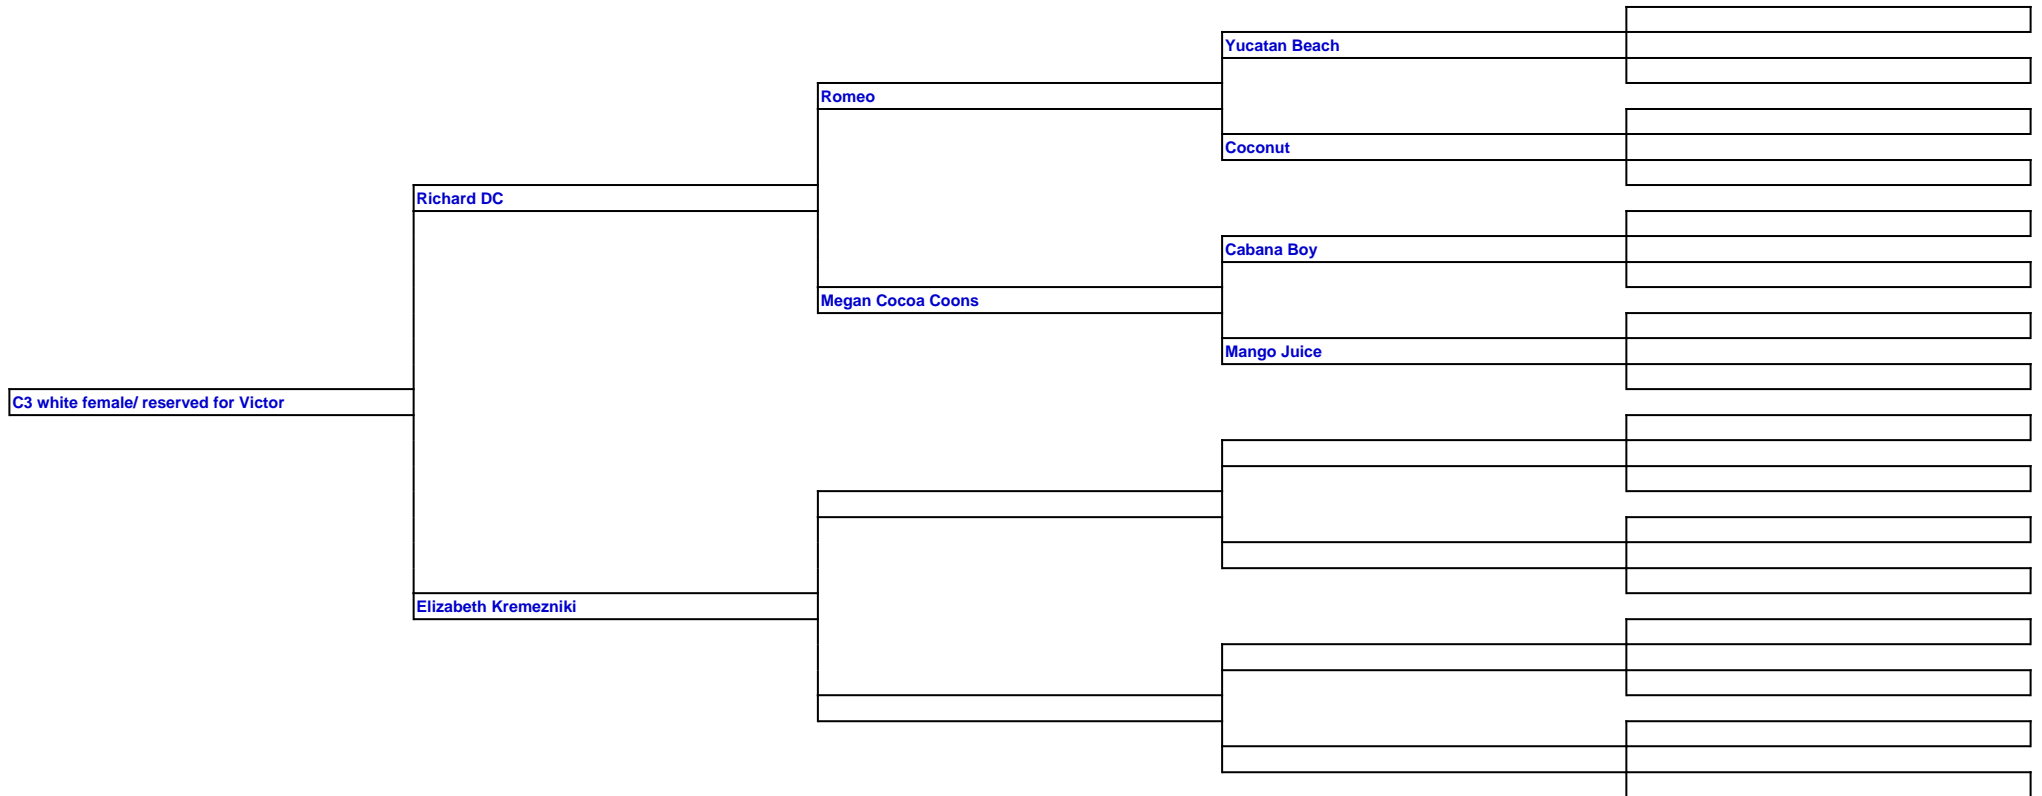 Yucatan Beach
Romeo
Coconut
Richard DC
Cabana Boy
Megan Cocoa Coons
Mango Juice
C3 white female/ reserved for Victor
Elizabeth Kremezniki